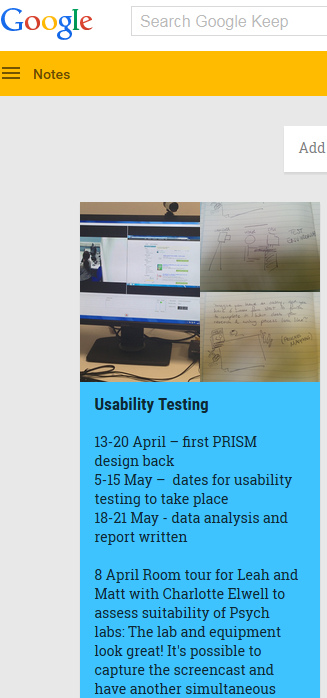 Google
Search Google Keep
Notes
Add
Usability Testing
13-20 April – first PRISM
design back
5-15 May –  dates for usability
testing to take place
18-21 May - data analysis and
report written
8 April Room tour for Leah and
Matt with Charlotte Elwell to
assess suitability of Psych
labs: The lab and equipment
look great! It's possible to
capture the screencast and
have another simultaneous